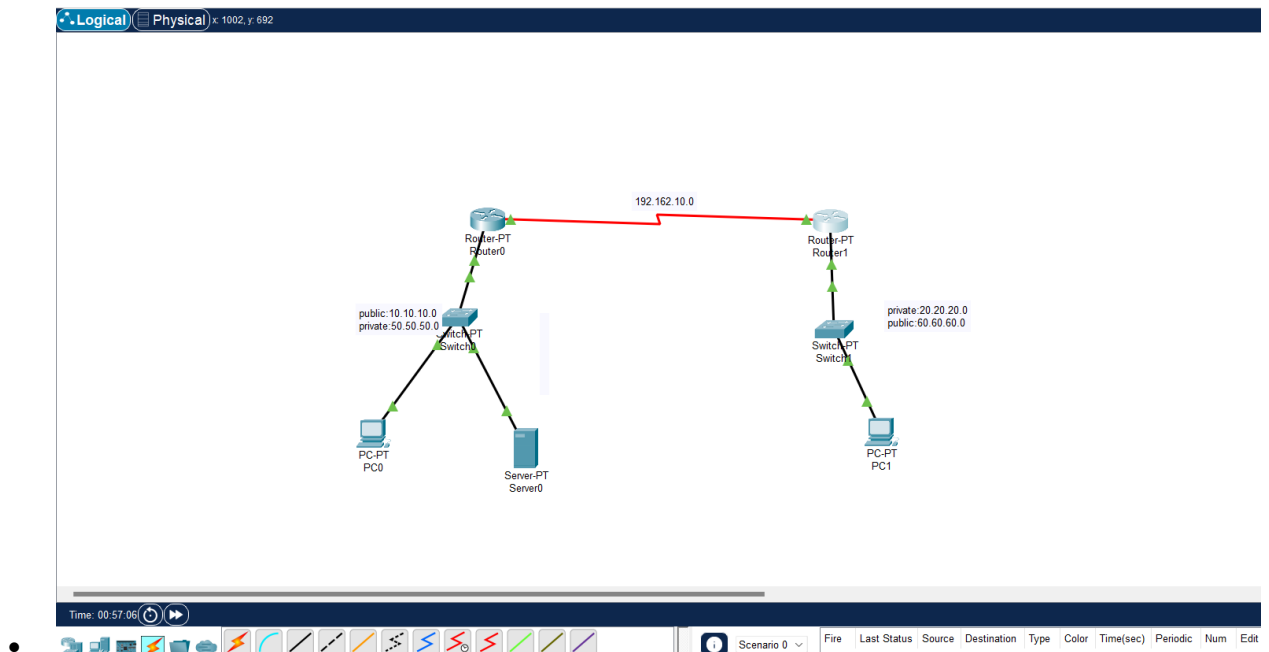 Logical Physical x: 1002, y: 692
192.162.10.0
Router-PT
Router0
Router-PT
Router1
public:10.10.10.0
private:50.50.50.0
Switch-PT
Switch0
private:20.20.20.0
public:60.60.60.0
Switch-PT
Switch1
PC-PT
PC0
Server-PT
Server0
PC-PT
PC1
Time: 00:57:06
Scenario 0
Fire Last Status Source Destination Type Color Time(sec) Periodic Num Edit